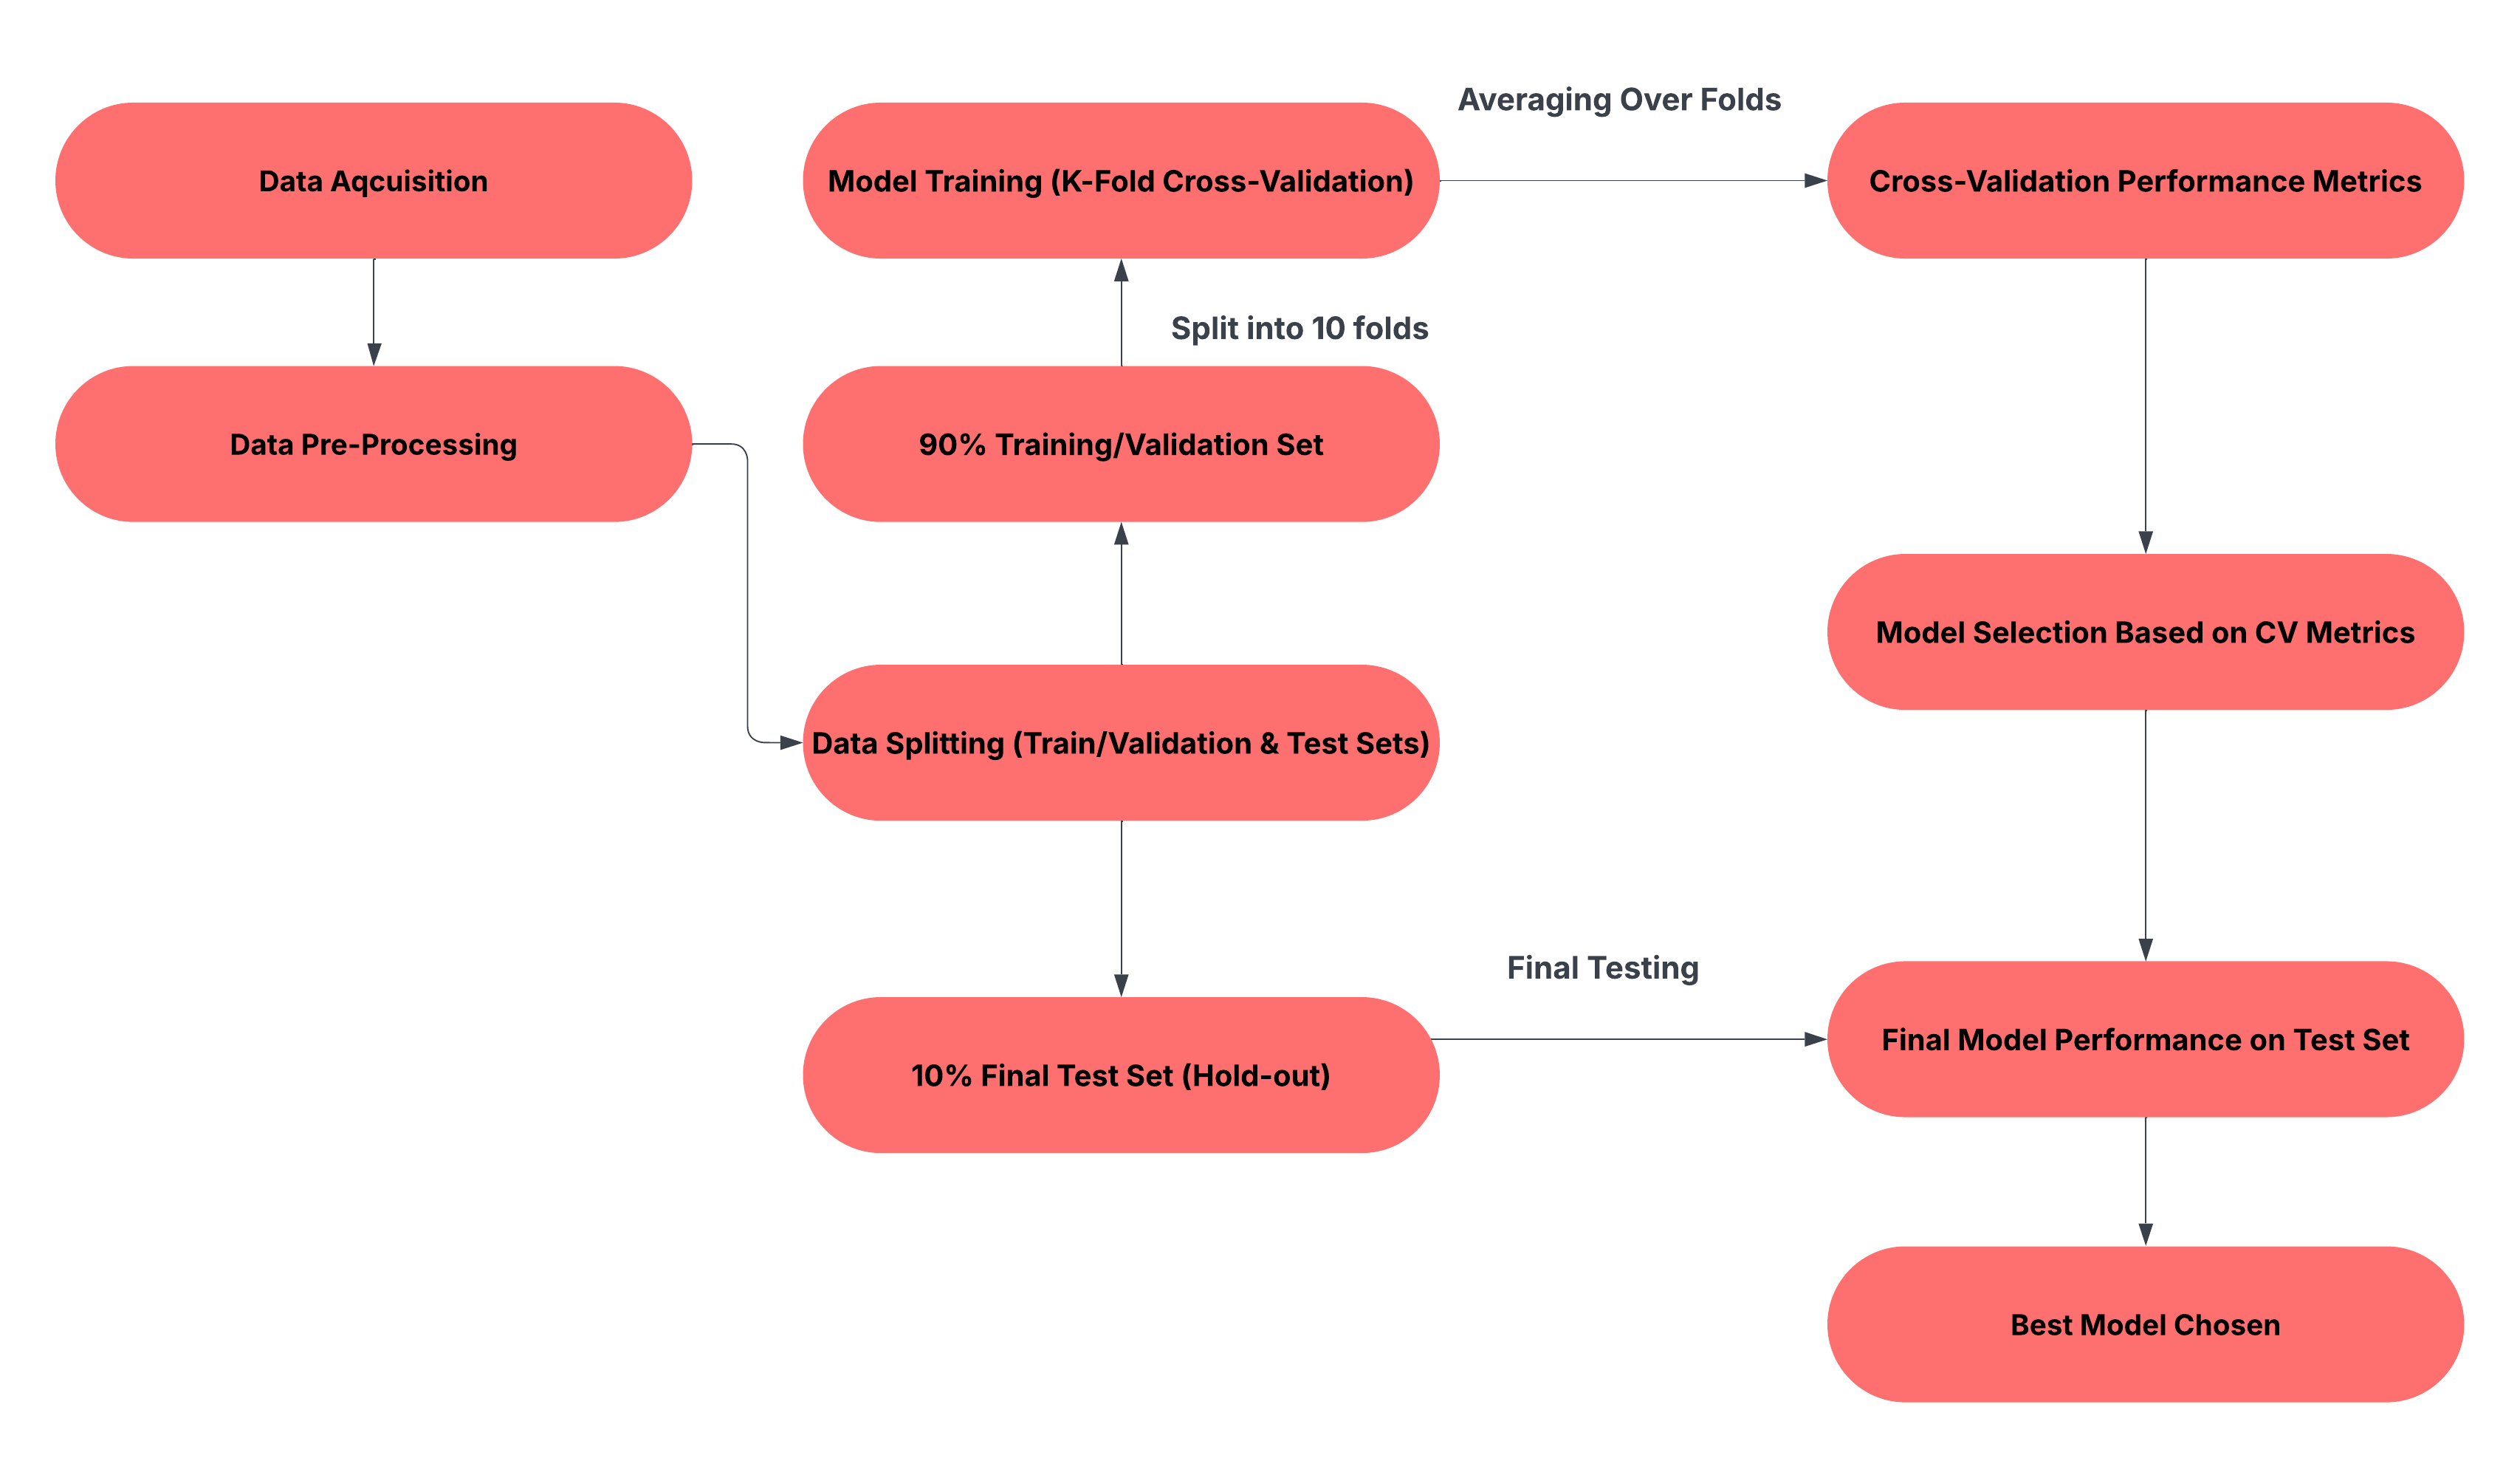 Data Aqcuisition
Data Pre-Processing
Data Splitting (Train/Validation & Test Sets)
90% Training/Validation Set
Split into 10 folds
Model Training (K-Fold Cross-Validation)
Averaging Over Folds
Cross-Validation Performance Metrics
Model Selection Based on CV Metrics
10% Final Test Set (Hold-out)
Final Testing
Final Model Performance on Test Set
Best Model Chosen